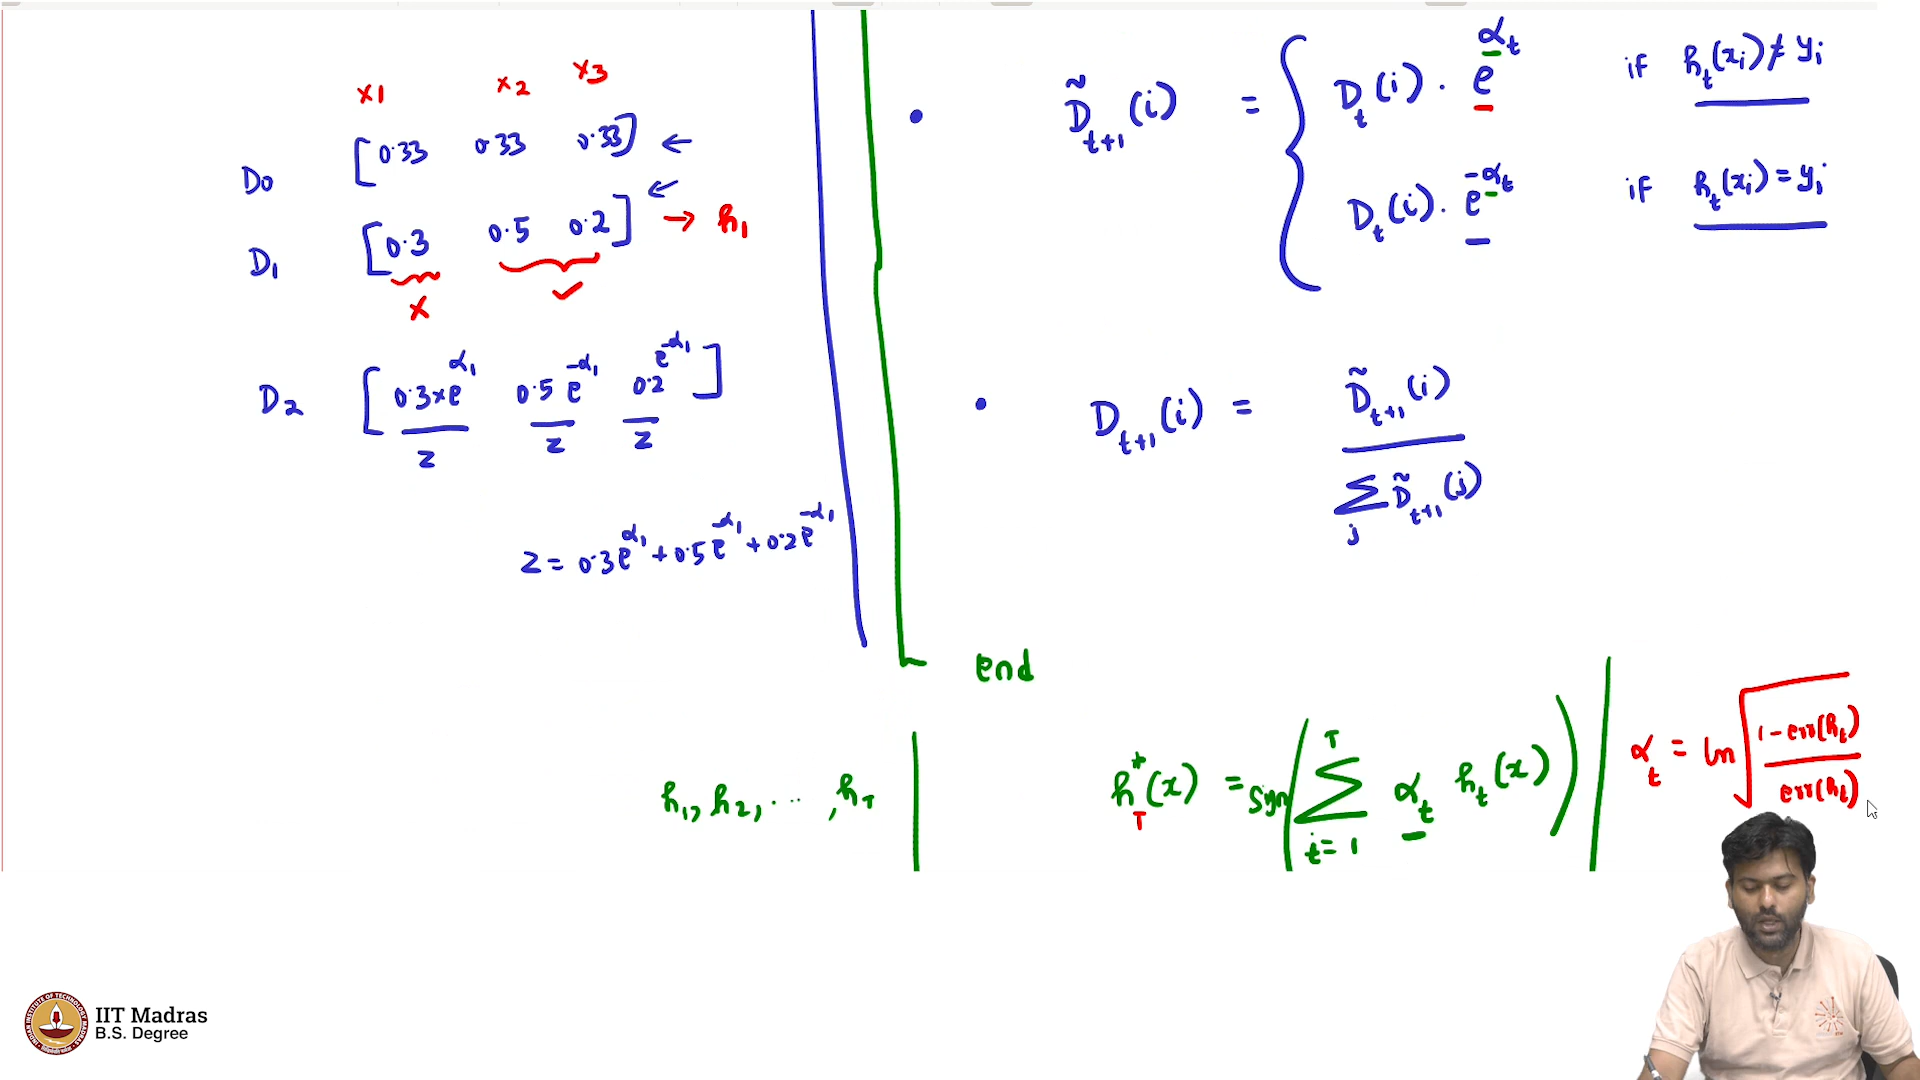 x1 x2 x3
D0 [0.33 0.33 0.33] ←
D1 [0.3 0.5 0.2] → h1
x ✓
D2 [0.3×e^α1/z 0.5 e^-α1/z 0.2 e^-α1/z]
z = 0.3e^α1 + 0.5e^-α1 + 0.2e^-α1
• D̃t+1(i) = { Dt(i) · e^αt if ht(xi) ≠ yi
Dt(i) · e^-αt if ht(xi) = yi
• Dt+1(i) = D̃t+1(i) / Σj D̃t+1(j)
end
h1, h2, ..., hT
h*T(x) = sign(Σ t=1 T αt ht(x))
αt = ln √(1-err(ht) / err(ht))
IIT Madras
B.S. Degree